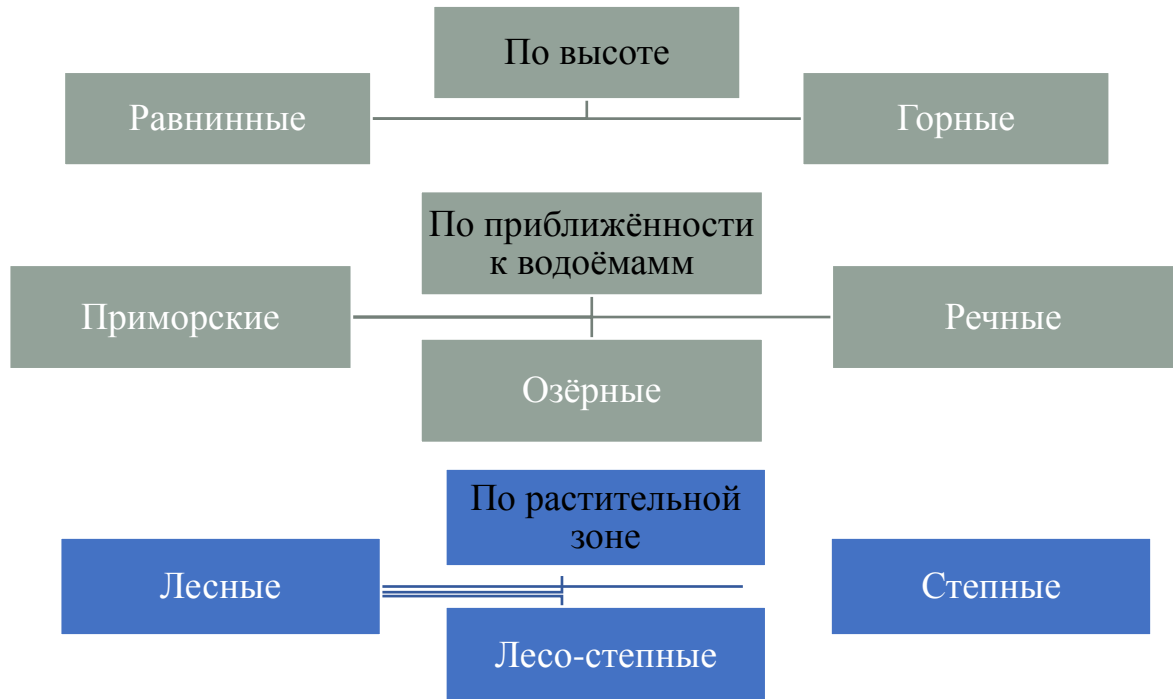 По высоте
Равнинные
Горные
По приближённости
к водоёмамм
Приморские
Речные
Озёрные
По растительной
зоне
Лесные
Степные
Лесо-степные